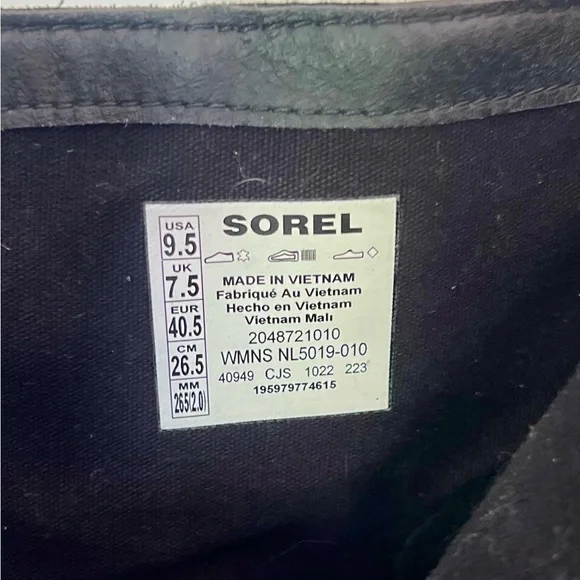 SOREL
USA
9.5
UK
7.5
EUR
40.5
CM
26.5
MM
265(2.0)
MADE IN VIETNAM
Fabriqué Au Vietnam
Hecho en Vietnam
Vietnam Malı
2048721010
WMNS NL5019-010
40949 CJS 1022 223
195979774615